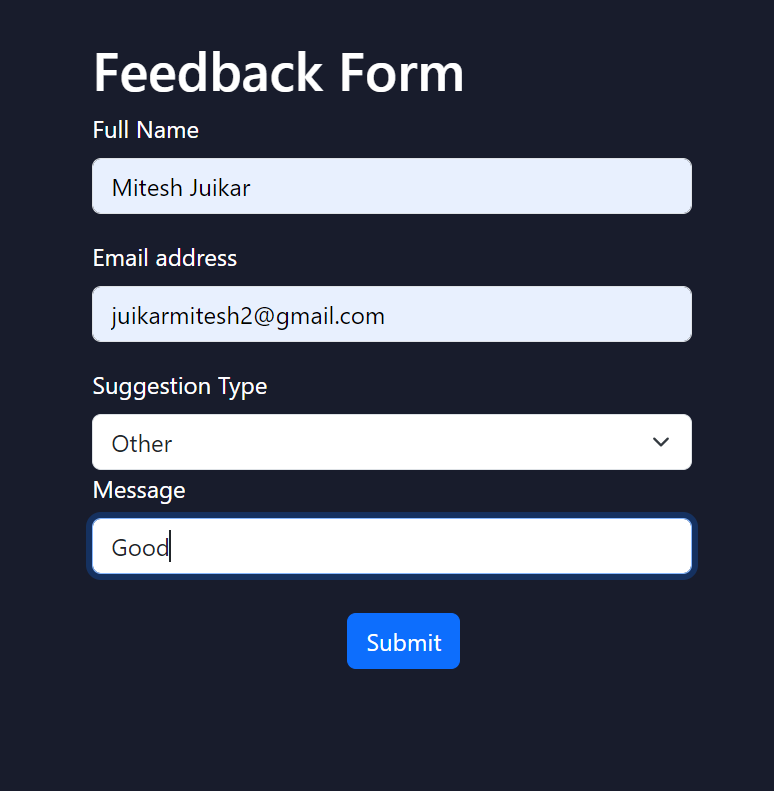 Feedback Form
Full Name
Mitesh Juikar
Email address
juikarmitesh2@gmail.com
Suggestion Type
Other
Message
Good
Submit